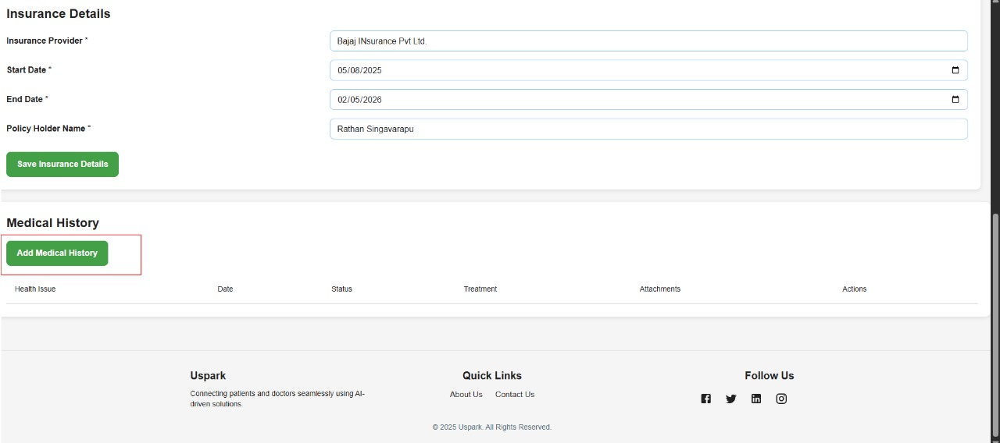 Insurance Details
Insurance Provider *
Bajaj INsurance Pvt Ltd.
Start Date *
05/08/2025
End Date *
02/05/2026
Policy Holder Name *
Rathan Singavarapu
Save Insurance Details
Medical History
Add Medical History
Health Issue Date Status Treatment Attachments Actions
Uspark
Connecting patients and doctors seamlessly using AI-
driven solutions.
Quick Links
About Us Contact Us
Follow Us
© 2025 Uspark. All Rights Reserved.